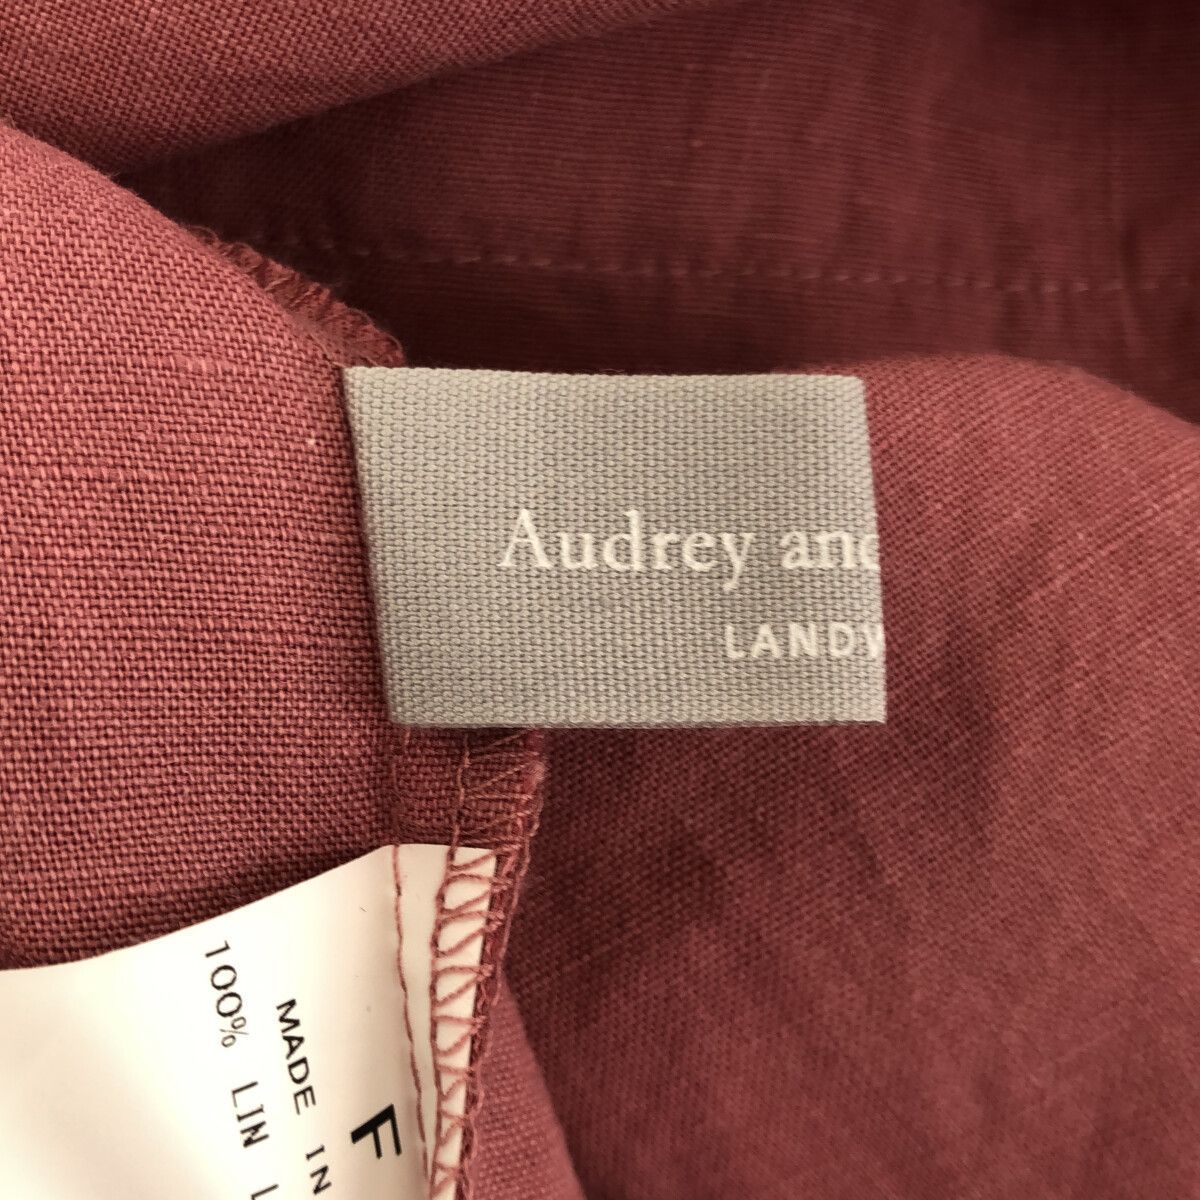 Audrey and
LANDW
F
MADE IN
100% LIN L